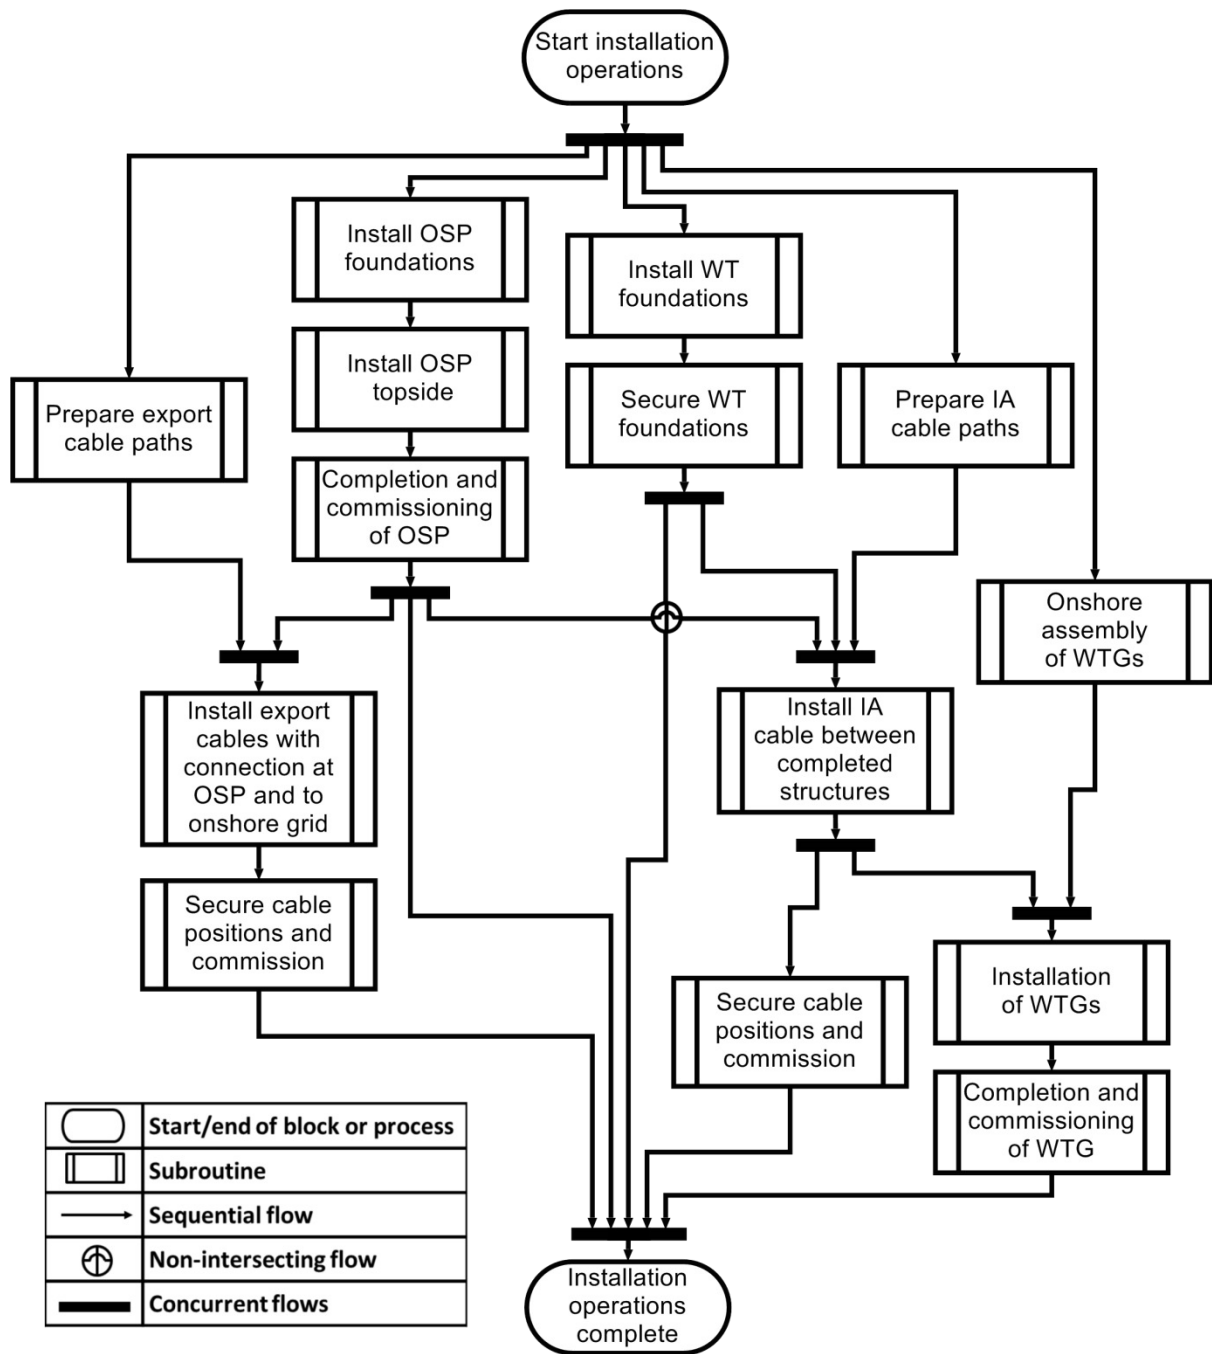 Start installation
operations
Install OSP
foundations
Install WT
foundations
Install OSP
topside
Prepare export
cable paths
Secure WT
foundations
Prepare IA
cable paths
Completion and
commissioning
of OSP
Onshore
assembly
of WTGs
Install export
cables with
connection at
OSP and to
onshore grid
Install IA
cable between
completed
structures
Secure cable
positions and
commission
Installation
of WTGs
Secure cable
positions and
commission
Completion and
commissioning
of WTG
Start/end of block or process
Subroutine
Sequential flow
Non-intersecting flow
Concurrent flows
Installation
operations
complete